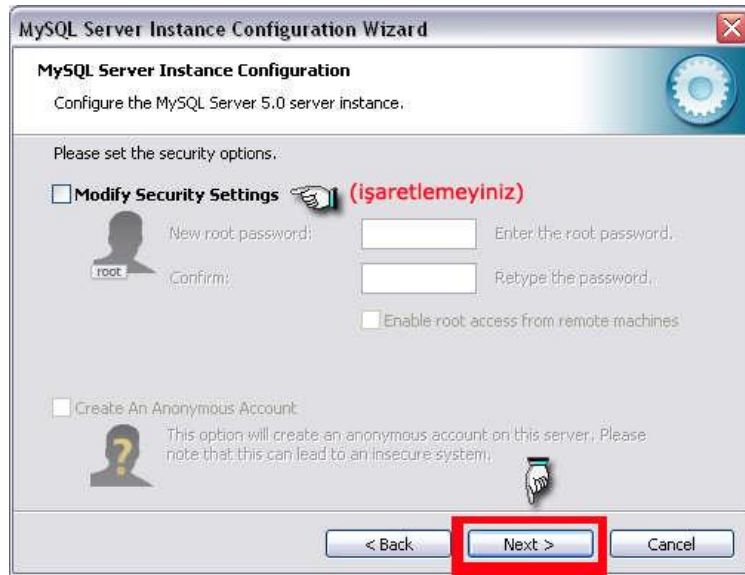 MySQL Server Instance Configuration Wizard
MySQL Server Instance Configuration
Configure the MySQL Server 5.0 server instance.
Please set the security options.
Modify Security Settings (işaretlemeyiniz)
New root password: Enter the root password.
root
Confirm: Retype the password.
Enable root access from remote machines
Create An Anonymous Account
This option will create an anonymous account on this server. Please
note that this can lead to an insecure system.
< Back Next > Cancel